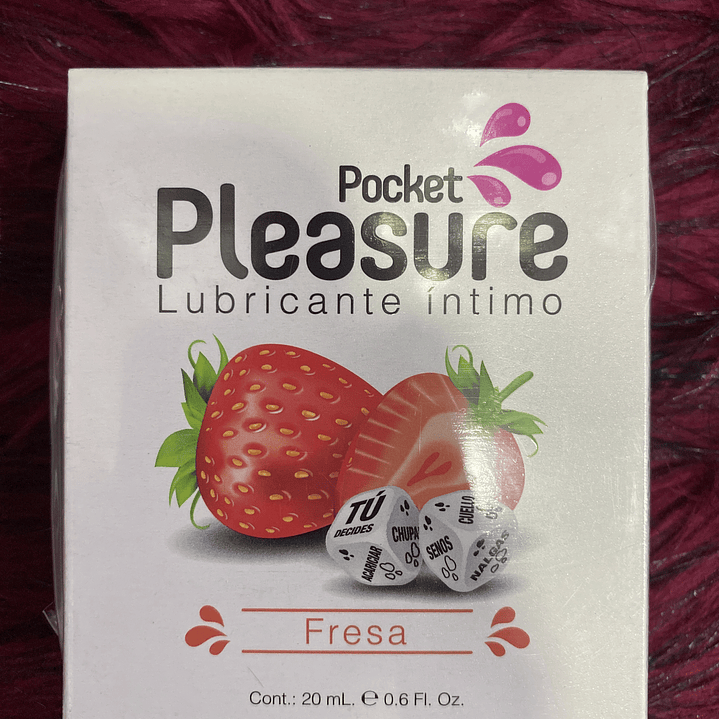 Pocket
Pleasure
Lubricante íntimo
TÚ
DECIDES
CHUPAR
ACARICIAR
CUELLO
SENOS
NALGAS
Fresa
Cont.: 20 mL. ℮ 0.6 Fl. Oz.